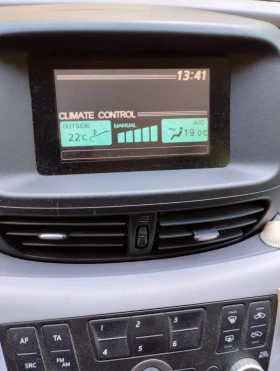 13:41
CLIMATE CONTROL
OUTSIDE MANUAL A/C
22°C 19.0°C
1 2 3
AF TA
4 5 6
SRC FM AM